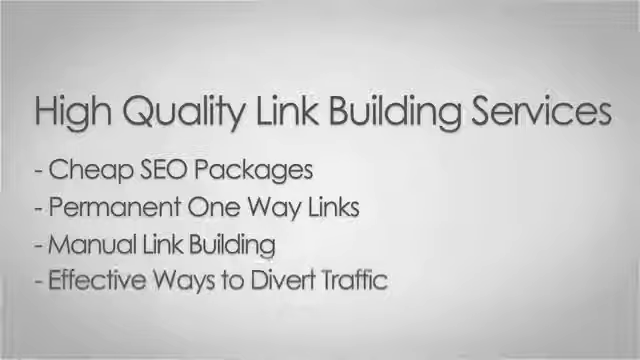 High Quality Link Building Services
- Cheap SEO Packages
- Permanent One Way Links
- Manual Link Building
- Effective Ways to Divert Traffic